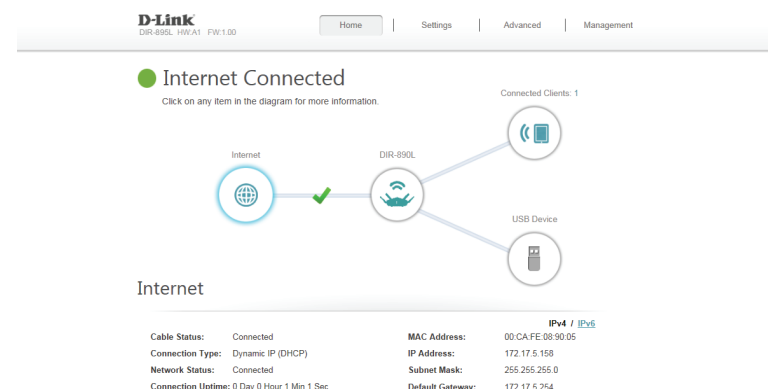 D-Link
DIR-895L HW:A1 FW:1.00
Home Settings Advanced Management
Internet Connected
Click on any item in the diagram for more information.
Connected Clients: 1
Internet
DIR-890L
USB Device
Internet
IPv4 / IPv6
Cable Status: Connected
MAC Address: 00:CA:FE:08:90:05
Connection Type: Dynamic IP (DHCP)
IP Address: 172.17.5.158
Network Status: Connected
Subnet Mask: 255.255.255.0
Connection Uptime: 0 Day 0 Hour 1 Min 1 Sec
Default Gateway: 172.17.5.254